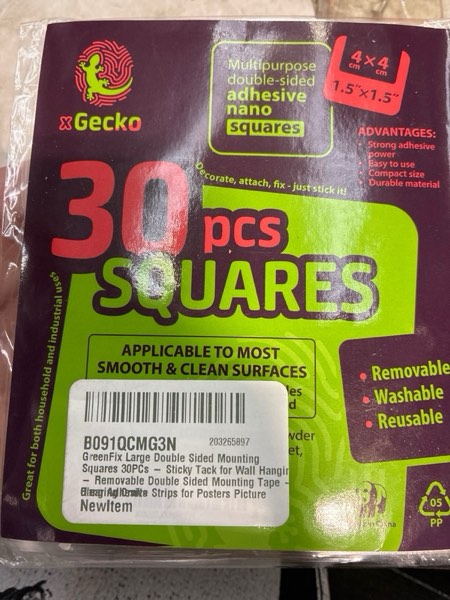 xGecko
Multipurpose
double-sided
adhesive
nano
squares
4 x 4
cm cm
1.5"x1.5"
ADVANTAGES:
• Strong adhesive
power
• Easy to use
• Compact size
• Durable material
Decorate, attach, fix - just stick it!
30 pcs
SQUARES
Great for both household and industrial use
APPLICABLE TO MOST
SMOOTH & CLEAN SURFACES
• Removable
• Washable
• Reusable
B091QCMG3N 203265897
GreenFix Large Double Sided Mounting
Squares 30PCs – Sticky Tack for Wall Hangir
– Removable Double Sided Mounting Tape –
Strips for Posters Picture
NewItem
05
PP